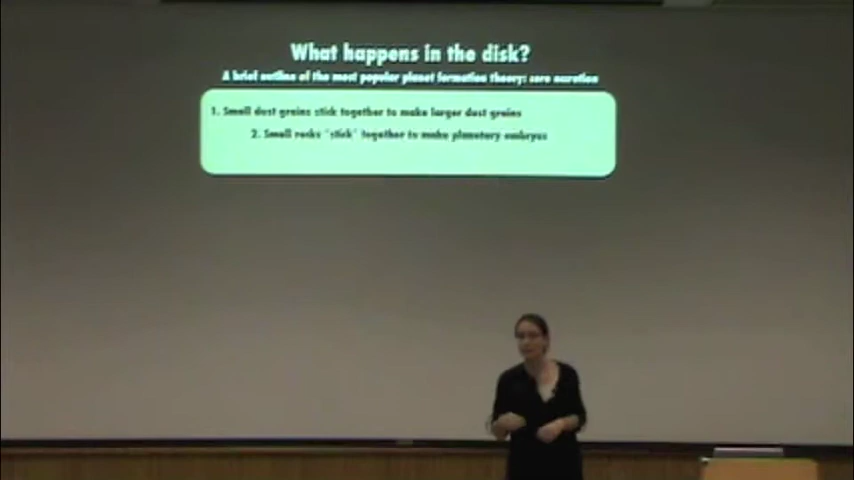 What happens in the disk?
A brief outline of the most popular planet formation theory: core accretion
1. Small dust grains stick together to make larger dust grains
2. Small rocks "stick" together to make planetary embryos